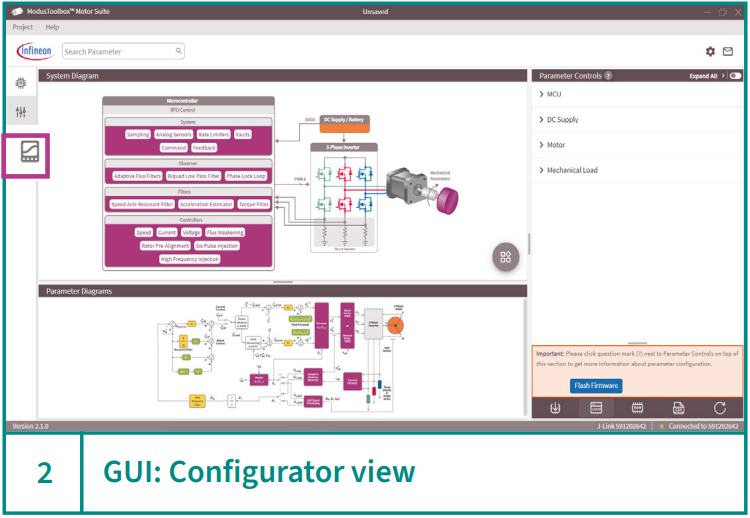 ModusToolbox™ Motor Suite
Unsaved
Project Help
infineon
Search Parameter
System Diagram
Microcontroller
RFO Control
System
Sampling Analog Sensors Rate Limiters Faults
Command Feedback
Observer
Adaptive Flux Filters Biquad Low Pass Filter Phase Lock Loop
Filters
Speed Anti-Resonant Filter Acceleration Estimator Torque Filter
Controllers
Speed Current Voltage Flux Weakening
Rotor Pre-Alignment Six Pulse Injection
High Frequency Injection
DC Supply / Battery
3-Phase Inverter
PWM 6
Mechanical
Parameters
Shunt Resistors
Parameter Controls ?
Expand All
MCU
DC Supply
Motor
Mechanical Load
Parameter Diagrams
Important: Please click question mark (?) next to Parameter Controls on top of
this section to get more information about parameter configuration.
Flash Firmware
Version 2.1.0
J-Link 591202642
Connected to 591202642
2
GUI: Configurator view